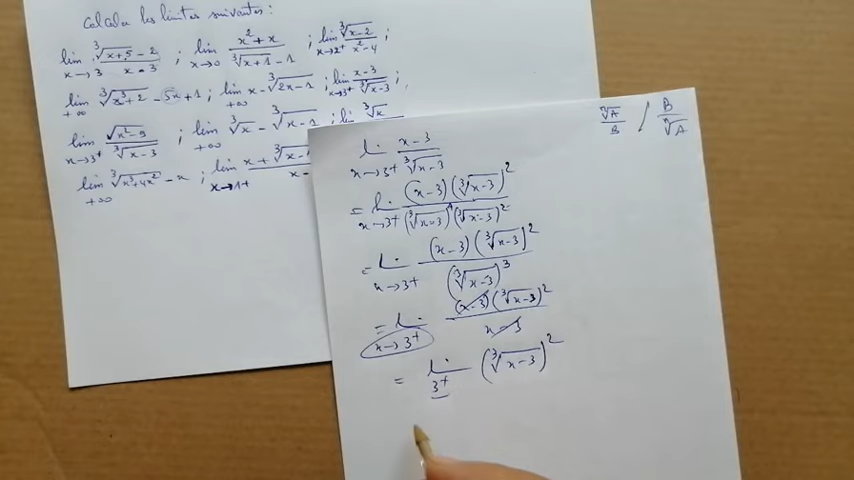 Calculer les limites suivantes :
lim x→3 ∛(x+5) - 2 / x - 3 ; lim x→0 x² + x / ∛(x+1) - 1 ; lim x→2⁺ ∛(x-2) / x² - 4 ;
lim +∞ ∛(x³+2) - 5x + 1 ; lim +∞ x - ∛(2x-1) ; lim x→3⁺ x-3 / ∛(x-3) ;
lim x→3⁺ √(x²-9) / ∛(x-3) ; lim +∞ ∛x - ∛(x-1) ; lim ∛x
lim +∞ ∛(x³+4x²) - x ; lim x→1⁺ x + ∛(x-1 / x-
ⁿ√A / B / B / ⁿ√A
lim x→3⁺ x-3 / ∛(x-3)
= lim x→3⁺ (x-3)(∛(x-3))² / (∛(x-3))¹(∛(x-3))²
= lim x→3⁺ (x-3)(∛(x-3))² / (∛(x-3))³
= lim x→3⁺ (x-3)(∛(x-3))² / x-3
= lim 3⁺ (∛(x-3))²